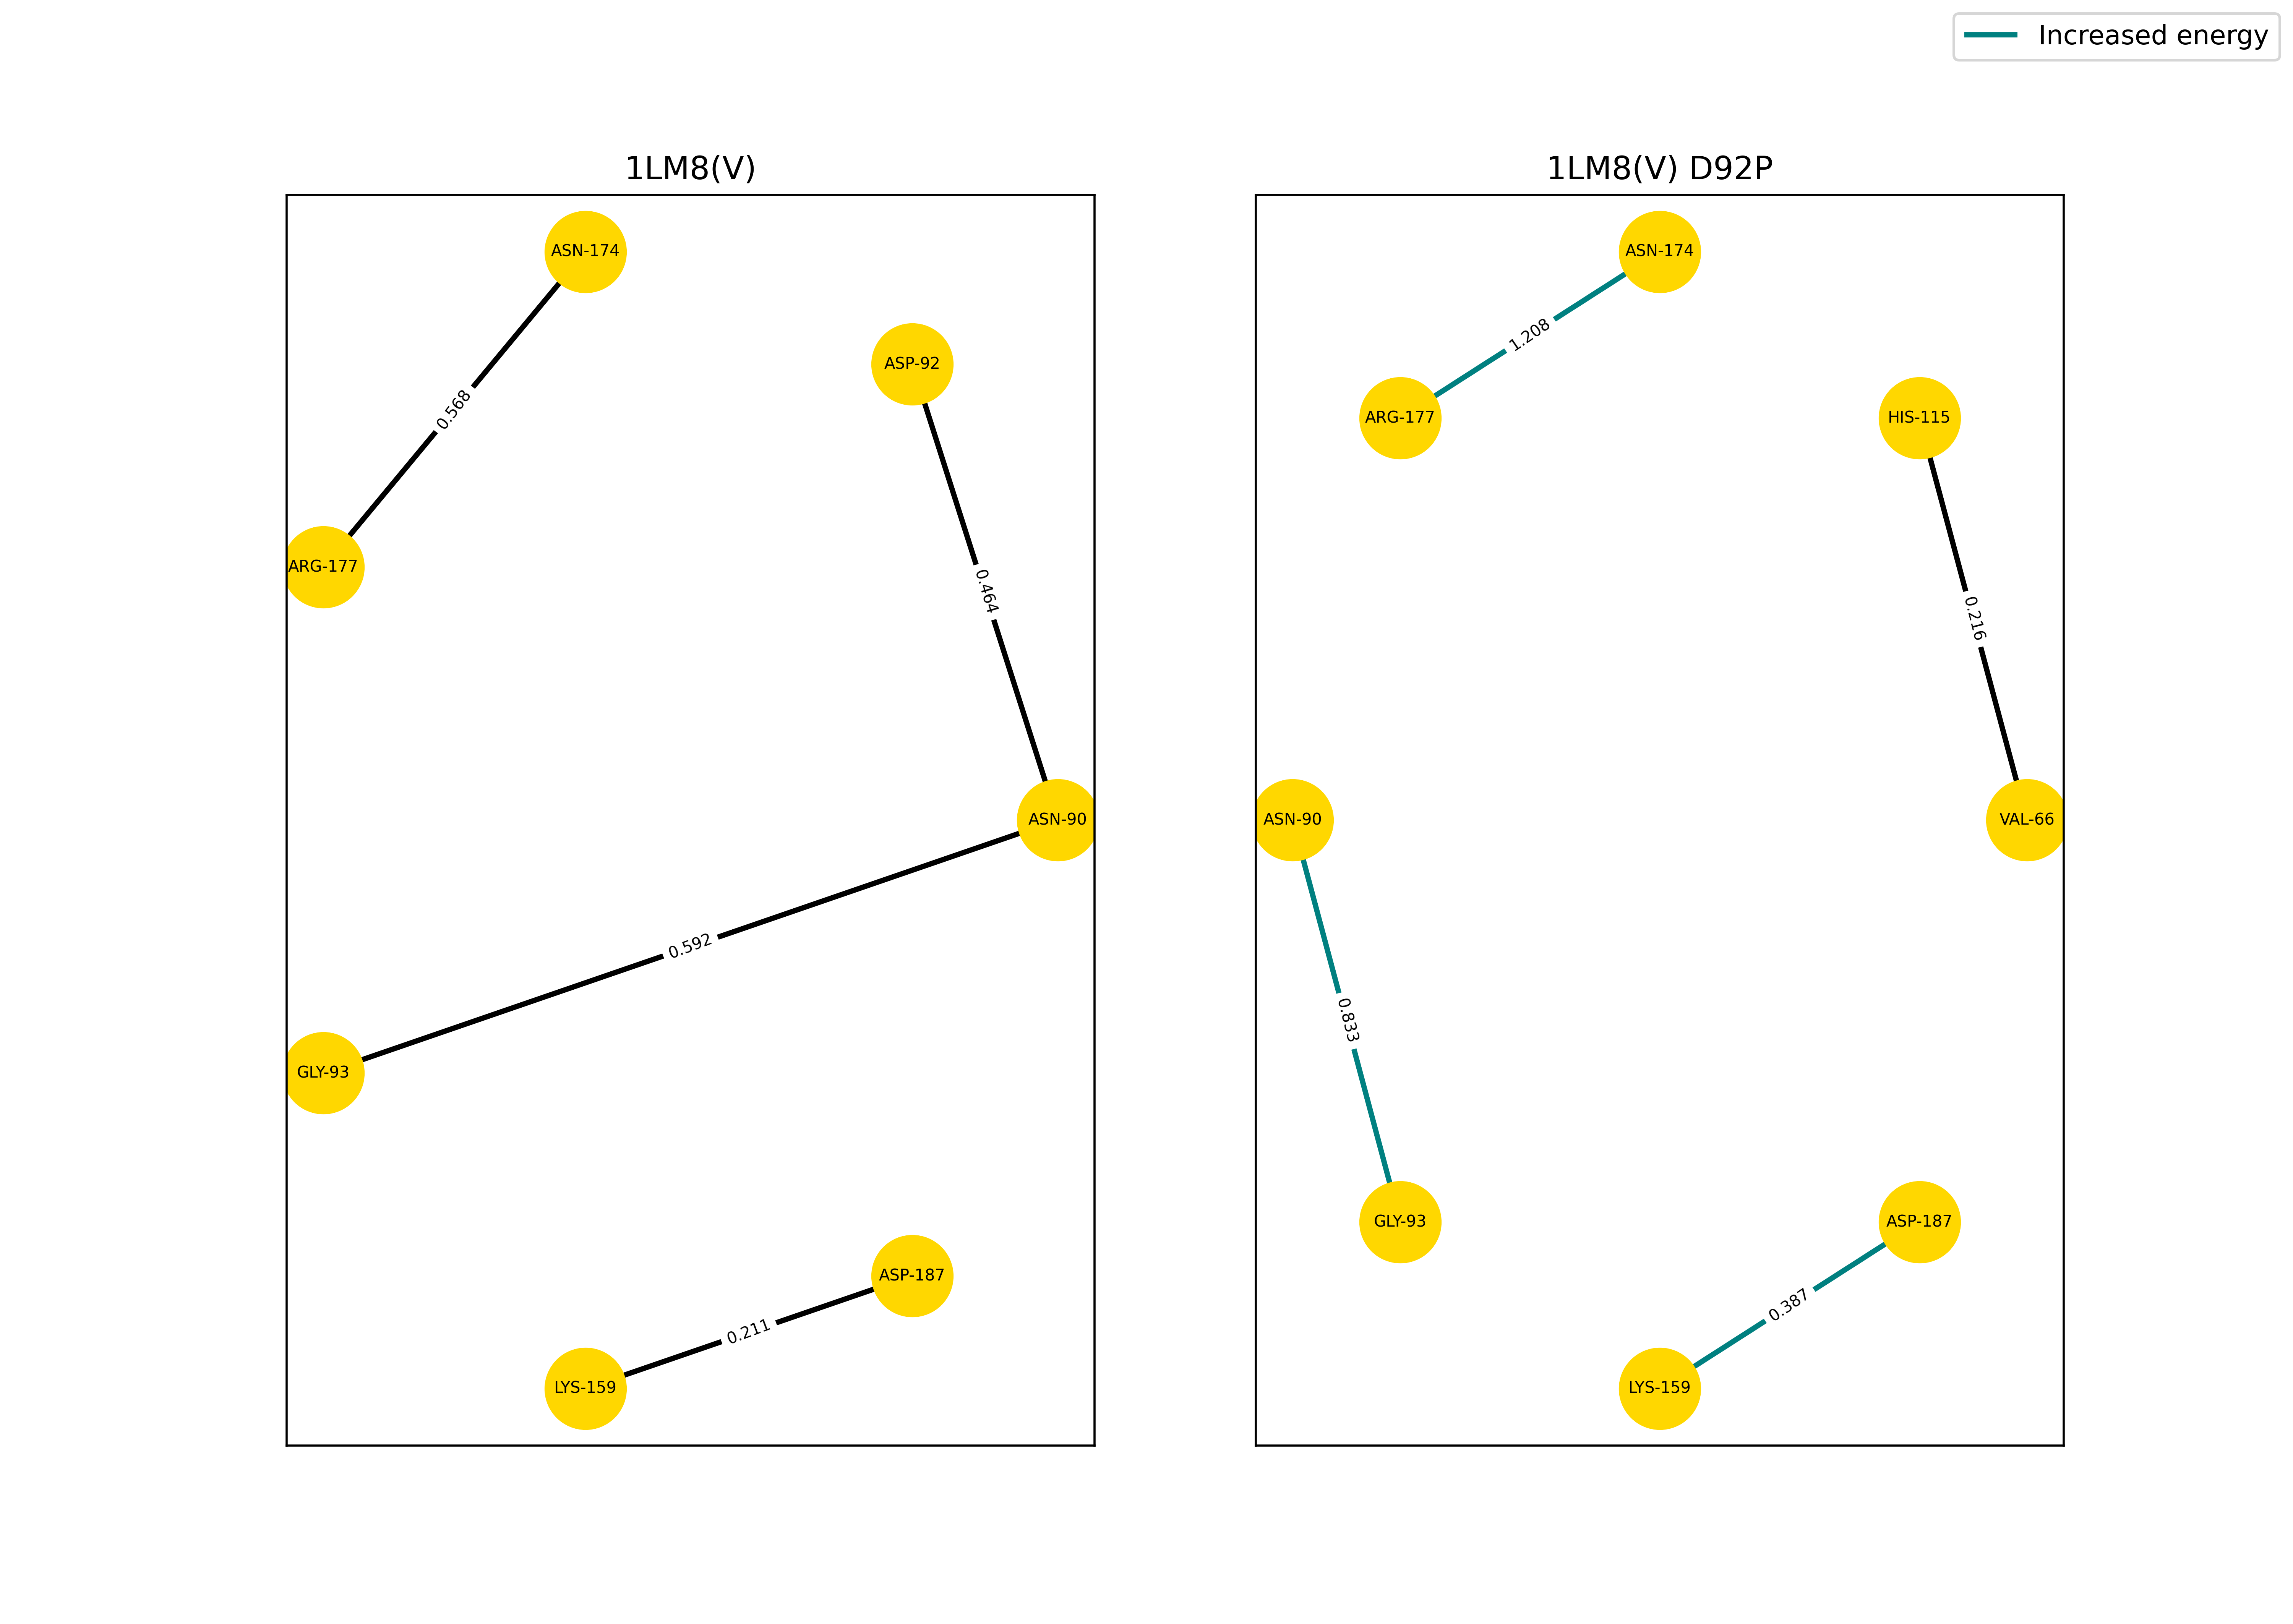 Increased energy
1LM8(V)
ASN-174
ASP-92
0.568
ARG-177
0.464
ASN-90
0.592
GLY-93
ASP-187
0.211
LYS-159
1LM8(V) D92P
ASN-174
1.208
ARG-177
HIS-115
0.216
ASN-90
VAL-66
0.833
GLY-93
ASP-187
0.387
LYS-159